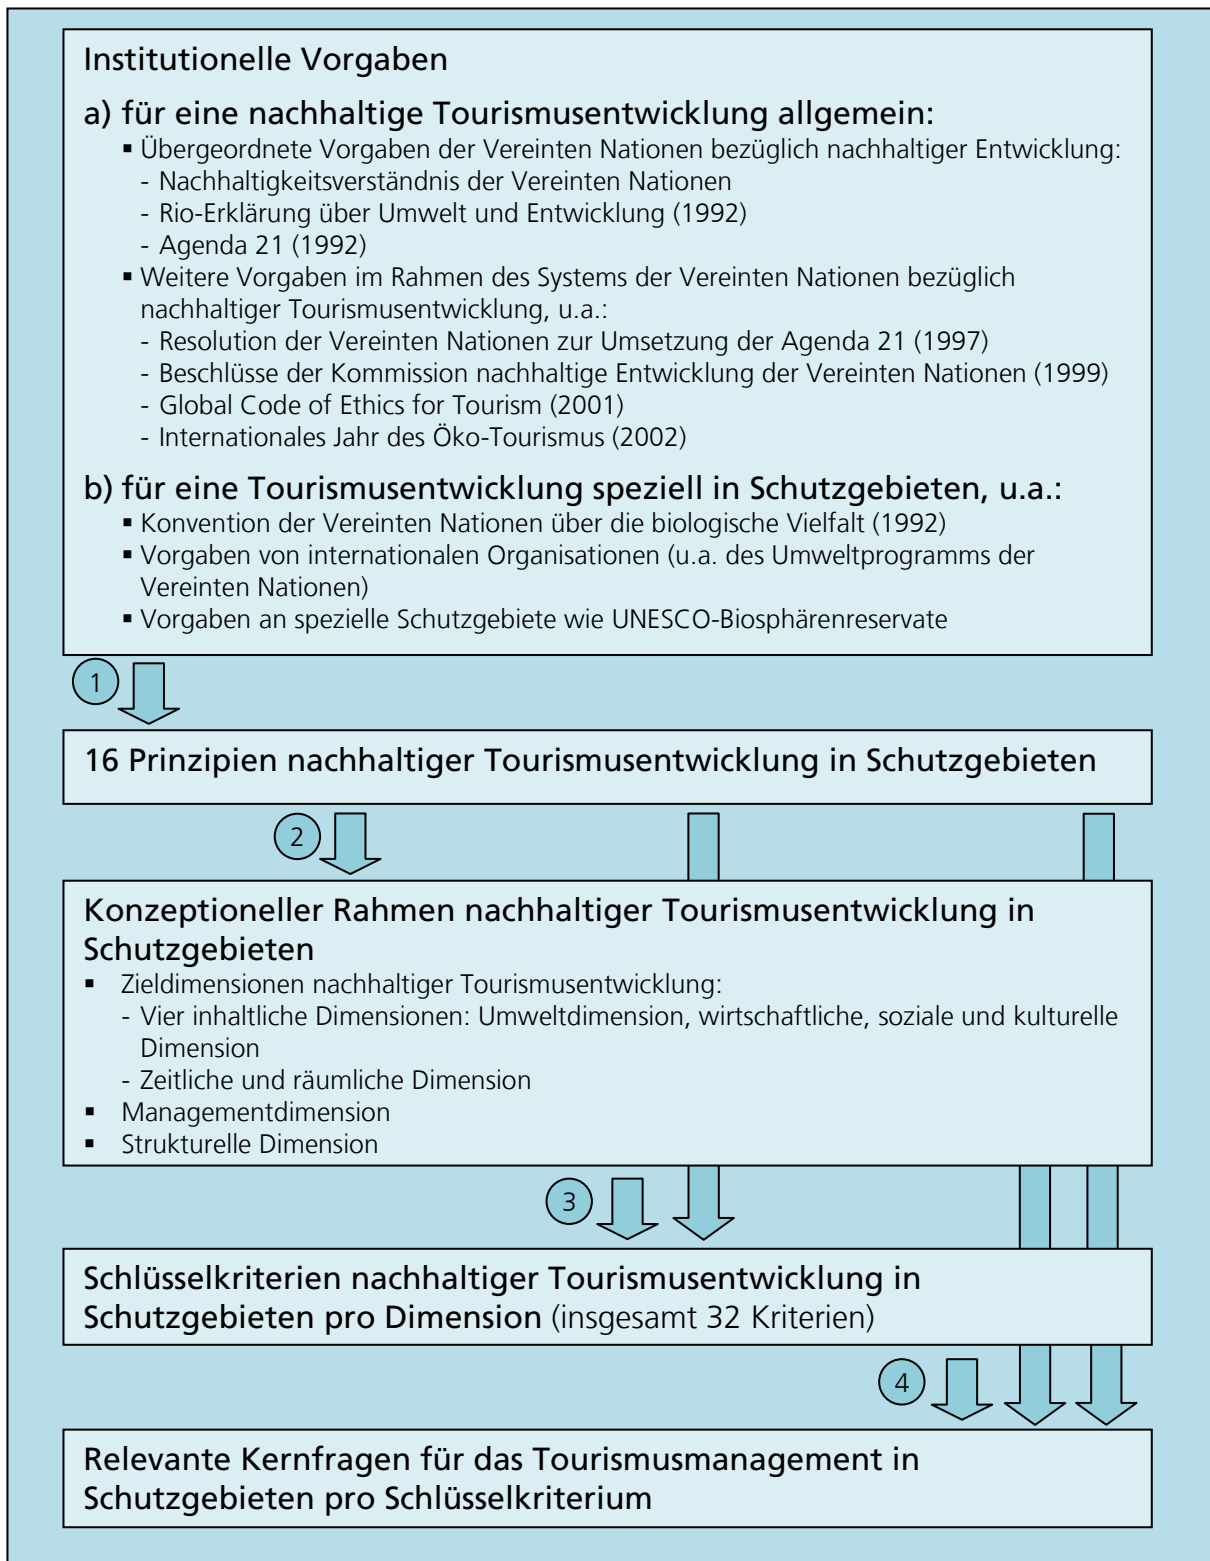 Institutionelle Vorgaben
a) für eine nachhaltige Tourismusentwicklung allgemein:
▪ Übergeordnete Vorgaben der Vereinten Nationen bezüglich nachhaltiger Entwicklung:
- Nachhaltigkeitsverständnis der Vereinten Nationen
- Rio-Erklärung über Umwelt und Entwicklung (1992)
- Agenda 21 (1992)
▪ Weitere Vorgaben im Rahmen des Systems der Vereinten Nationen bezüglich
nachhaltiger Tourismusentwicklung, u.a.:
- Resolution der Vereinten Nationen zur Umsetzung der Agenda 21 (1997)
- Beschlüsse der Kommission nachhaltige Entwicklung der Vereinten Nationen (1999)
- Global Code of Ethics for Tourism (2001)
- Internationales Jahr des Öko-Tourismus (2002)
b) für eine Tourismusentwicklung speziell in Schutzgebieten, u.a.:
▪ Konvention der Vereinten Nationen über die biologische Vielfalt (1992)
▪ Vorgaben von internationalen Organisationen (u.a. des Umweltprogramms der
Vereinten Nationen)
▪ Vorgaben an spezielle Schutzgebiete wie UNESCO-Biosphärenreservate
1
16 Prinzipien nachhaltiger Tourismusentwicklung in Schutzgebieten
2
Konzeptioneller Rahmen nachhaltiger Tourismusentwicklung in
Schutzgebieten
▪ Zieldimensionen nachhaltiger Tourismusentwicklung:
- Vier inhaltliche Dimensionen: Umweltdimension, wirtschaftliche, soziale und kulturelle
Dimension
- Zeitliche und räumliche Dimension
▪ Managementdimension
▪ Strukturelle Dimension
3
Schlüsselkriterien nachhaltiger Tourismusentwicklung in
Schutzgebieten pro Dimension (insgesamt 32 Kriterien)
4
Relevante Kernfragen für das Tourismusmanagement in
Schutzgebieten pro Schlüsselkriterium